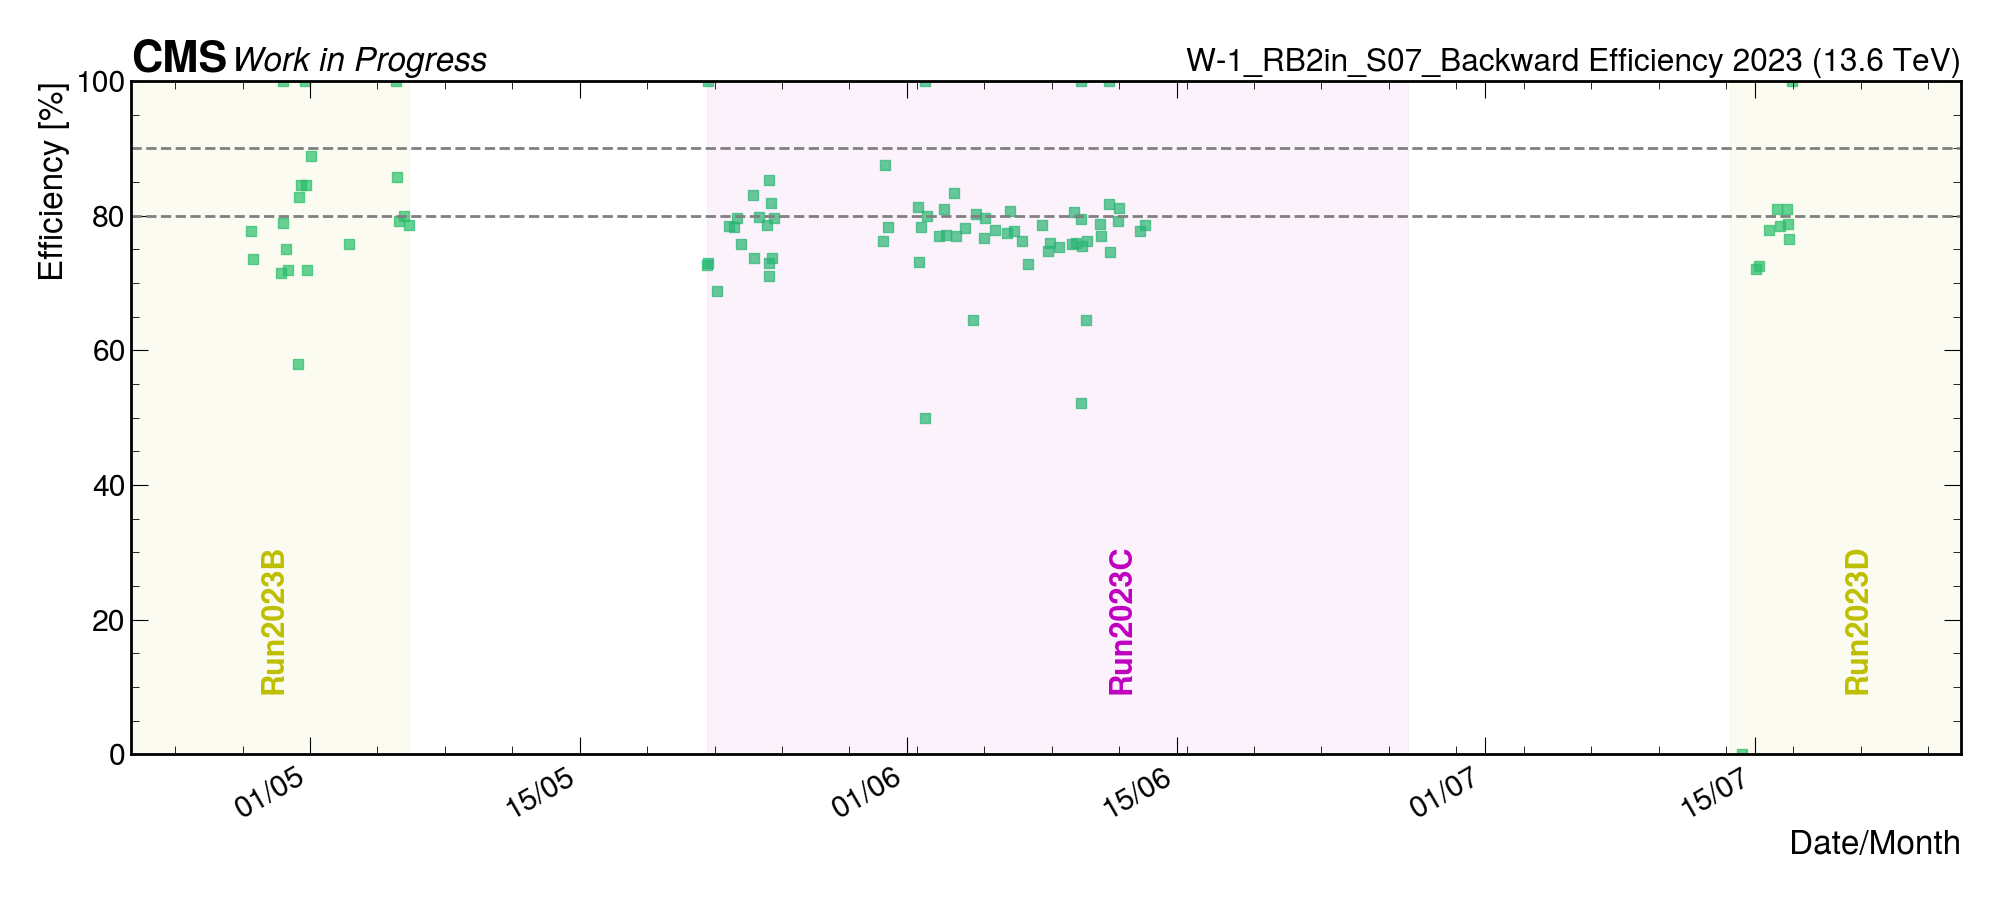 CMS Work in Progress
W-1_RB2in_S07_Backward Efficiency 2023 (13.6 TeV)
Efficiency [%]
100
80
60
40
20
0
Run2023B
Run2023C
Run2023D
01/05
15/05
01/06
15/06
01/07
15/07
Date/Month